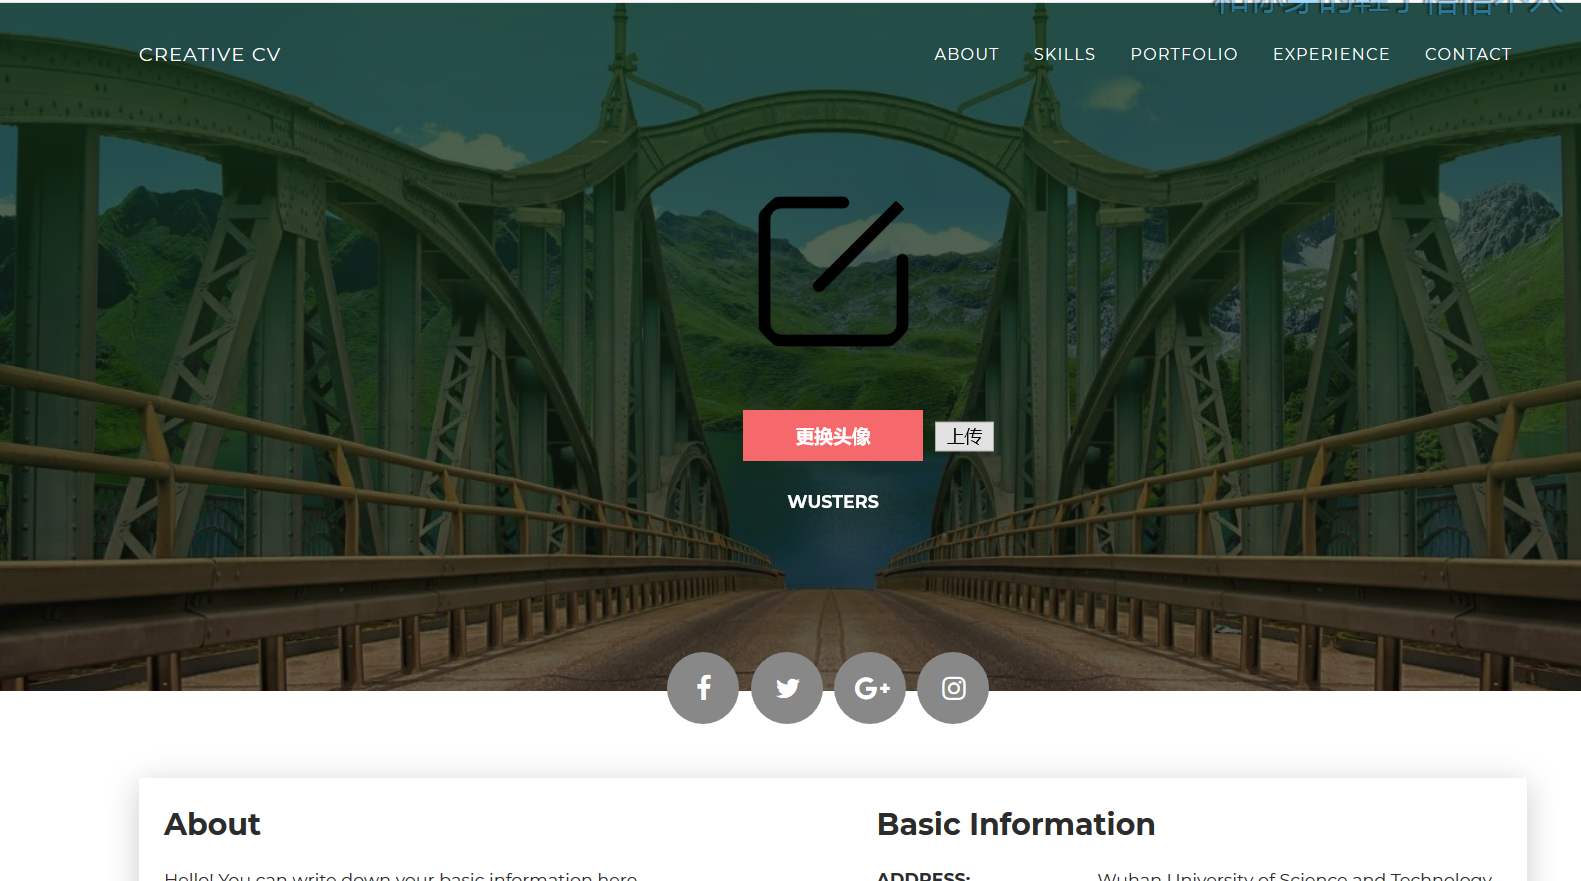 CREATIVE CV
ABOUT SKILLS PORTFOLIO EXPERIENCE CONTACT
更换头像
上传
WUSTERS
About
Hello! You can write down your basic information here
Basic Information
ADDRESS: Wuhan University of Science and Technology